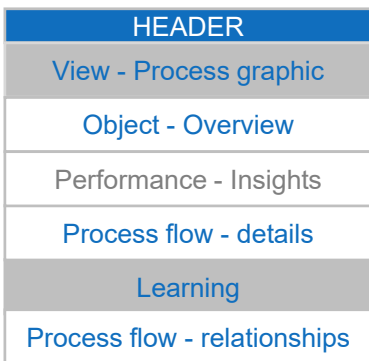 HEADER
View - Process graphic
Object - Overview
Performance - Insights
Process flow - details
Learning
Process flow - relationships